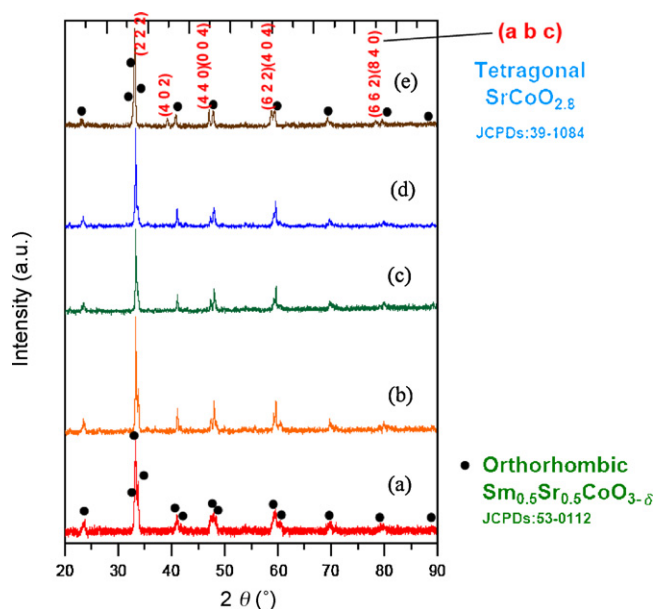 (a b c)
(2 2 2)
(4 0 2)
(4 4 0)(0 0 4)
(6 2 2)(4 0 4)
(6 6 2)(8 4 0)
Tetragonal
SrCoO2.8
JCPDs:39-1084
(e)
(d)
(c)
(b)
(a)
Intensity (a.u.)
• Orthorhombic
Sm0.5Sr0.5CoO3-δ
JCPDs:53-0112
20 30 40 50 60 70 80 90
2 θ (°)